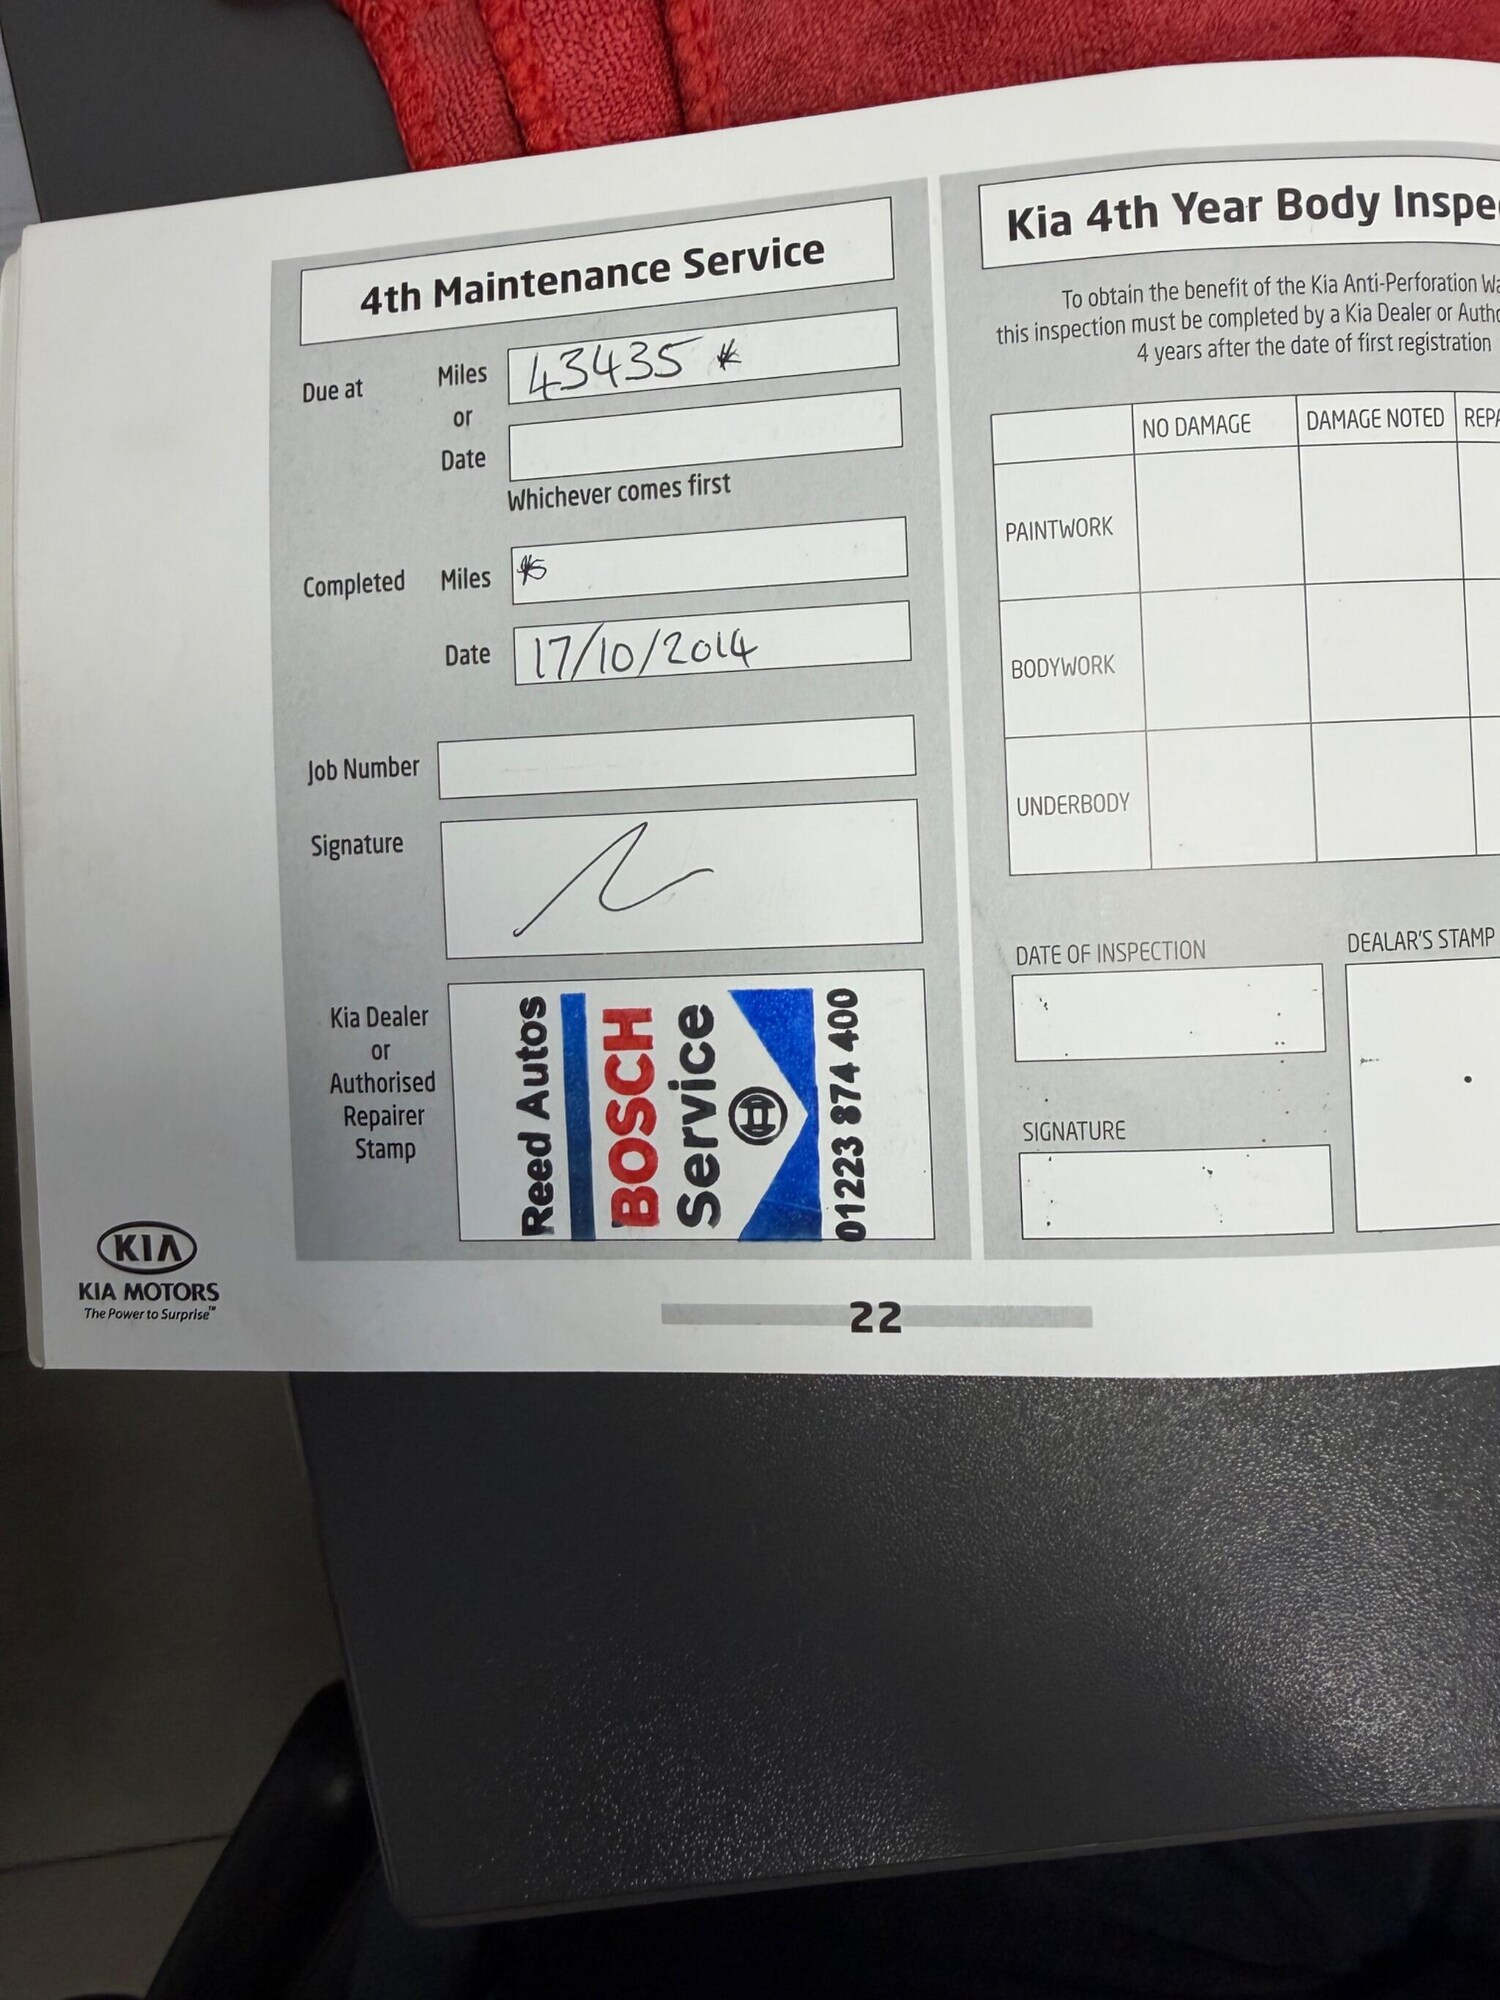 4th Maintenance Service
Due at
Miles
43435 *
or
Date
Whichever comes first
Completed
Miles
Date
17/10/2014
Job Number
Signature
Kia Dealer
or
Authorised
Repairer
Stamp
Reed Autos
BOSCH
Service
01223 874 400
KIA
KIA MOTORS
The Power to Surprise™
22
Kia 4th Year Body Inspe
To obtain the benefit of the Kia Anti-Perforation Wa
this inspection must be completed by a Kia Dealer or Autho
4 years after the date of first registration
NO DAMAGE
DAMAGE NOTED
REPA
PAINTWORK
BODYWORK
UNDERBODY
DATE OF INSPECTION
DEALAR'S STAMP
SIGNATURE